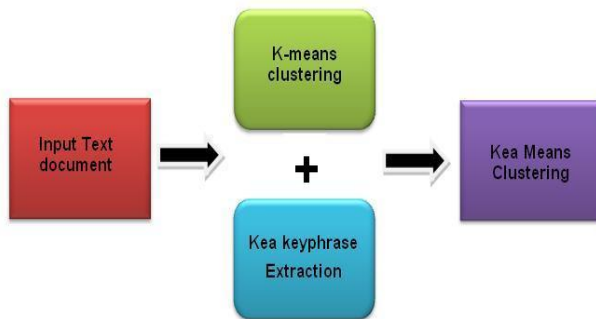 Input Text
document
K-means
clustering
+
Kea keyphrase
Extraction
Kea Means
Clustering